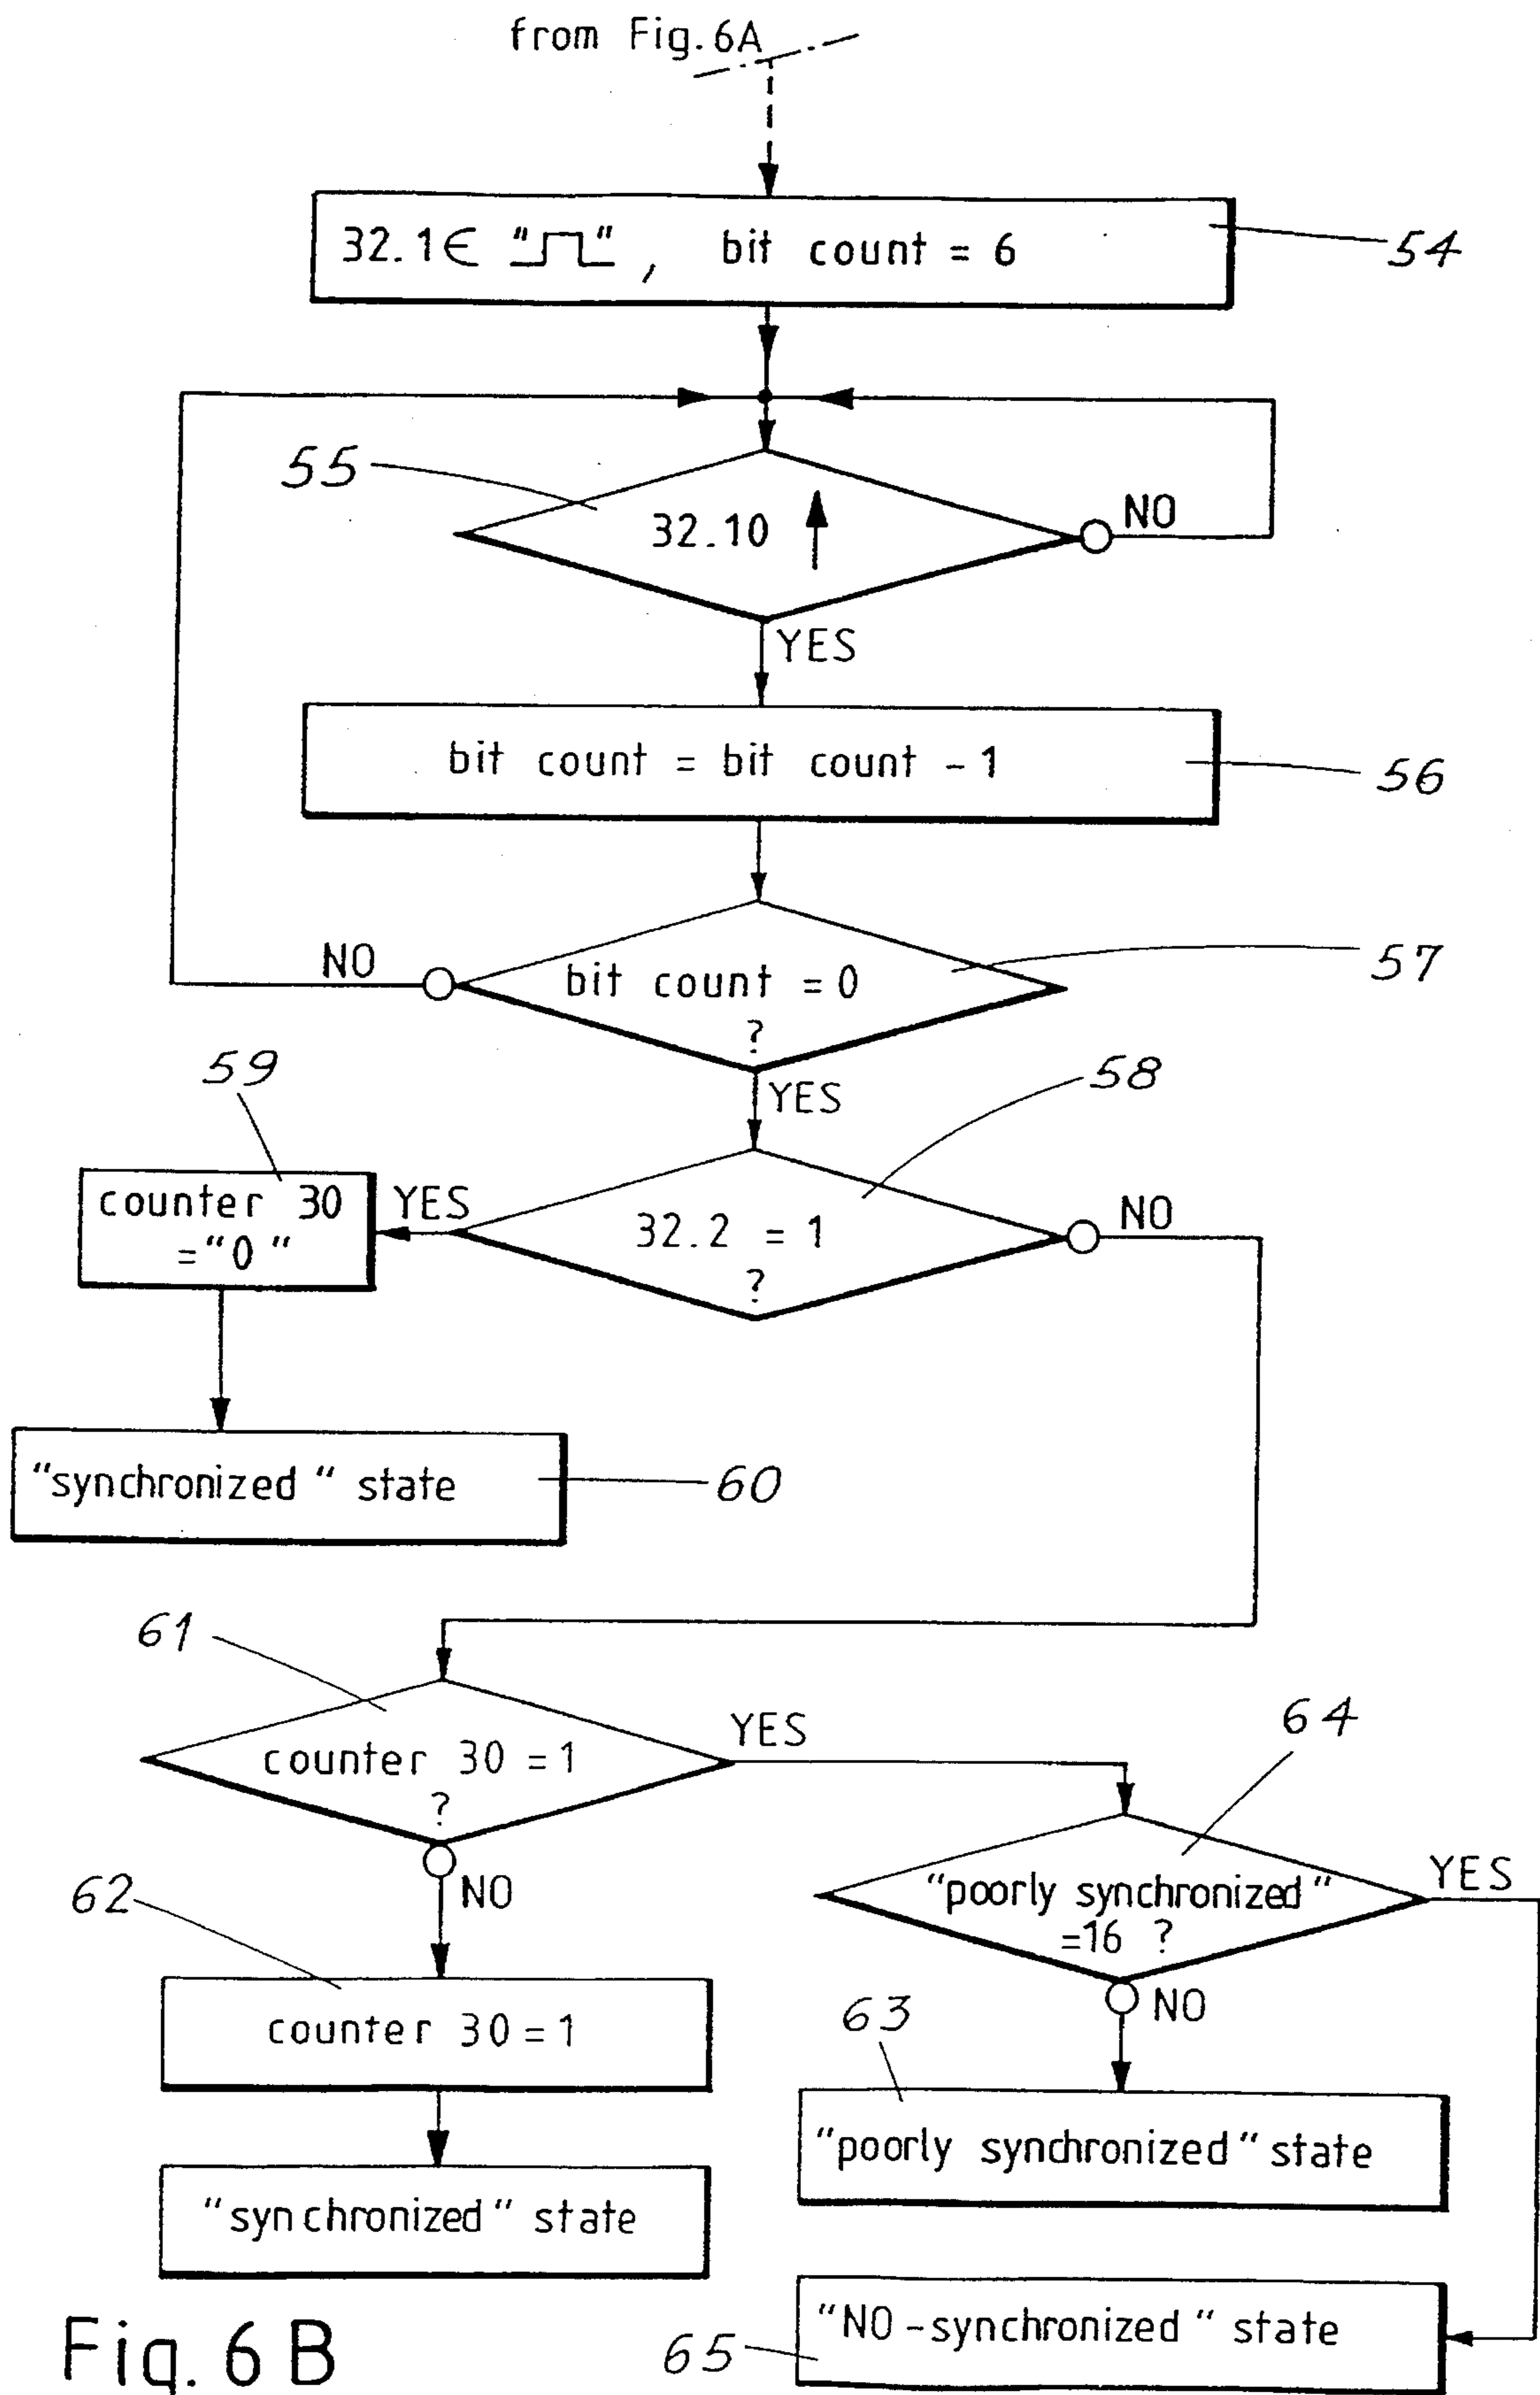 from Fig. 6A
32.1∈ "⎍", bit count = 6
54
55
32.10 ↑
NO
YES
bit count = bit count - 1
56
NO
bit count = 0
?
57
YES
59
58
counter 30
="0"
YES
32.2 = 1
?
NO
"synchronized" state
60
61
counter 30 = 1
?
YES
64
NO
"poorly synchronized"
=16 ?
YES
62
counter 30 = 1
NO
63
"poorly synchronized" state
"synchronized" state
"NO-synchronized" state
65
Fig. 6B